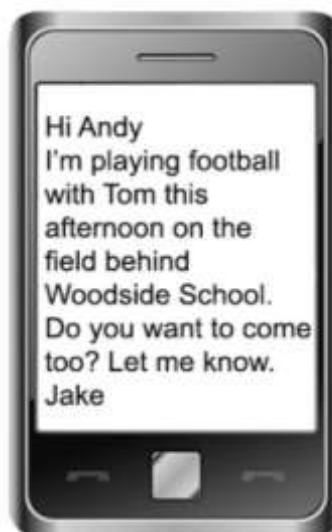 Hi Andy
I'm playing football
with Tom this
afternoon on the
field behind
Woodside School.
Do you want to come
too? Let me know.
Jake